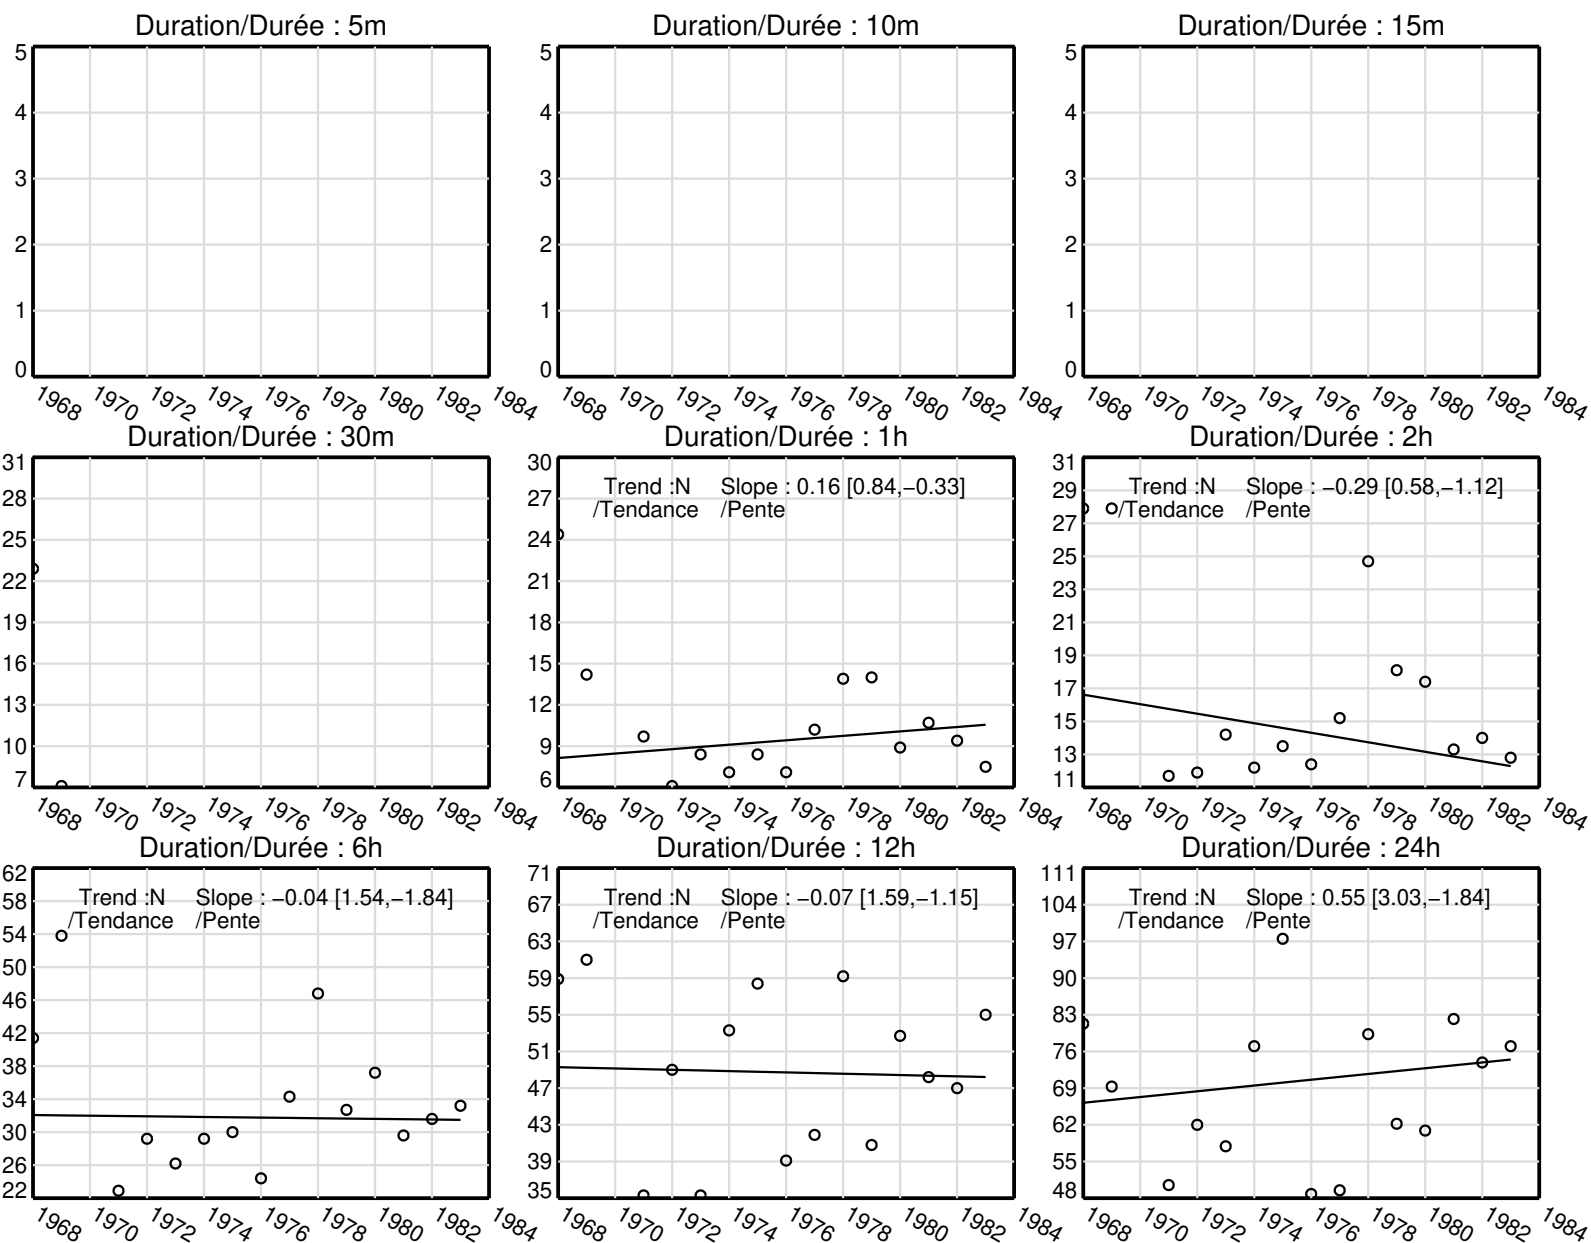 Duration/Durée : 5m
5
4
3
2
1
0
1968 1970 1972 1974 1976 1978 1980 1982 1984
Duration/Durée : 10m
5
4
3
2
1
0
1968 1970 1972 1974 1976 1978 1980 1982 1984
Duration/Durée : 15m
5
4
3
2
1
0
1968 1970 1972 1974 1976 1978 1980 1982 1984
Duration/Durée : 30m
31
28
25
22
19
16
13
10
7
1968 1970 1972 1974 1976 1978 1980 1982 1984
Duration/Durée : 1h
Trend :N Slope : 0.16 [0.84,−0.33]
/Tendance /Pente
30
27
24
21
18
15
12
9
6
1968 1970 1972 1974 1976 1978 1980 1982 1984
Duration/Durée : 2h
Trend :N Slope : −0.29 [0.58,−1.12]
/Tendance /Pente
31
29
27
25
23
21
19
17
15
13
11
1968 1970 1972 1974 1976 1978 1980 1982 1984
Duration/Durée : 6h
Trend :N Slope : −0.04 [1.54,−1.84]
/Tendance /Pente
62
58
54
50
46
42
38
34
30
26
22
1968 1970 1972 1974 1976 1978 1980 1982 1984
Duration/Durée : 12h
Trend :N Slope : −0.07 [1.59,−1.15]
/Tendance /Pente
71
67
63
59
55
51
47
43
39
35
1968 1970 1972 1974 1976 1978 1980 1982 1984
Duration/Durée : 24h
Trend :N Slope : 0.55 [3.03,−1.84]
/Tendance /Pente
111
104
97
90
83
76
69
62
55
48
1968 1970 1972 1974 1976 1978 1980 1982 1984